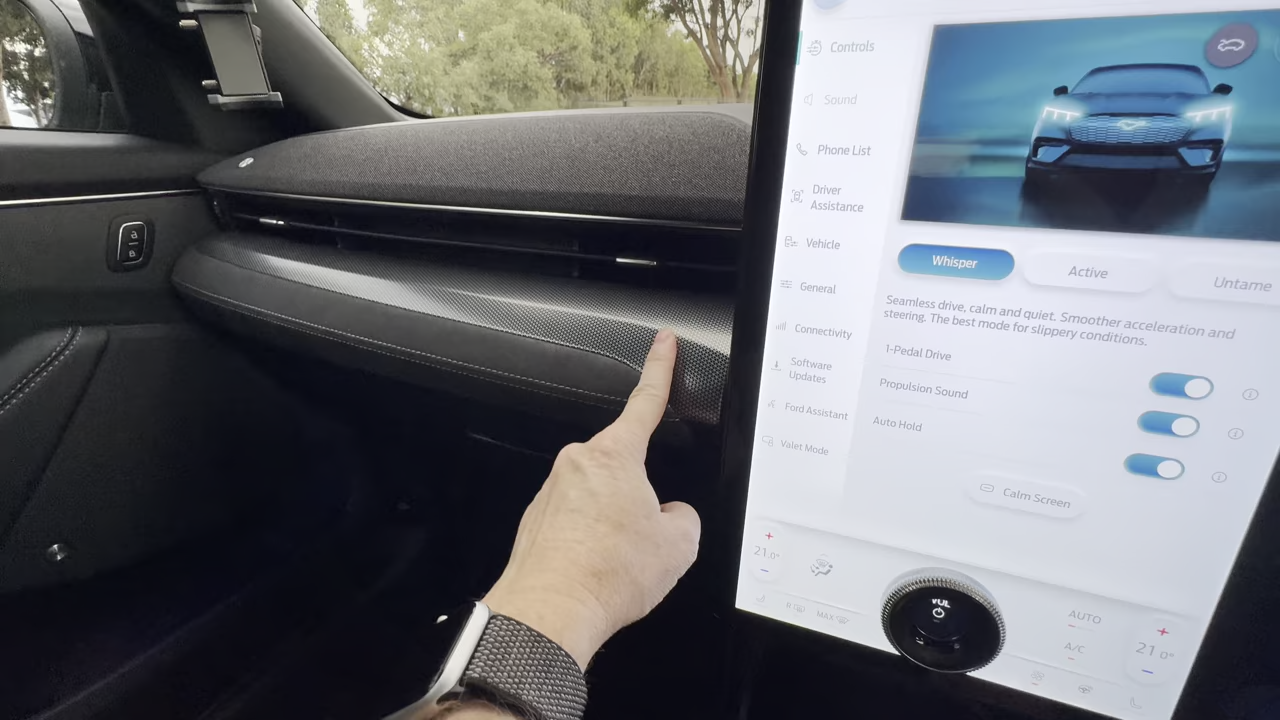 Controls
Sound
Phone List
Driver
Assistance
Vehicle
General
Connectivity
Software
Updates
Ford Assistant
Valet Mode
Whisper
Active
Untame
Seamless drive, calm and quiet. Smoother acceleration and
steering. The best mode for slippery conditions.
1-Pedal Drive
Propulsion Sound
Auto Hold
Calm Screen
+
21.0°
−
R
MAX
VOL
AUTO
A/C
+
21.0°
−